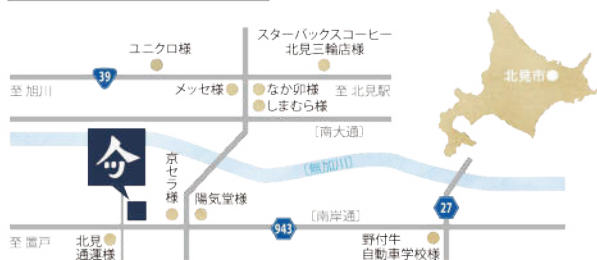 スターバックスコーヒー
北見三輪店様
ユニクロ様
北見市
39
至 旭川
メッセ様
なか卯様
至 北見駅
しまむら様
［南大通］
［無加川］
京セラ様
陽気堂様
27
［南岸通］
943
至 置戸
北見
通運様
野付牛
自動車学校様